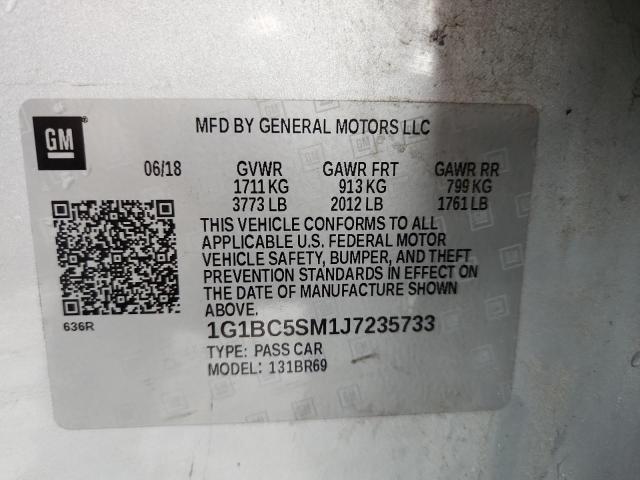 GM
MFD BY GENERAL MOTORS LLC
06/18 GVWR GAWR FRT GAWR RR
1711 KG 913 KG 799 KG
3773 LB 2012 LB 1761 LB
THIS VEHICLE CONFORMS TO ALL
APPLICABLE U.S. FEDERAL MOTOR
VEHICLE SAFETY, BUMPER, AND THEFT
PREVENTION STANDARDS IN EFFECT ON
THE DATE OF MANUFACTURE SHOWN
ABOVE.
636R
1G1BC5SM1J7235733
TYPE: PASS CAR
MODEL: 131BR69